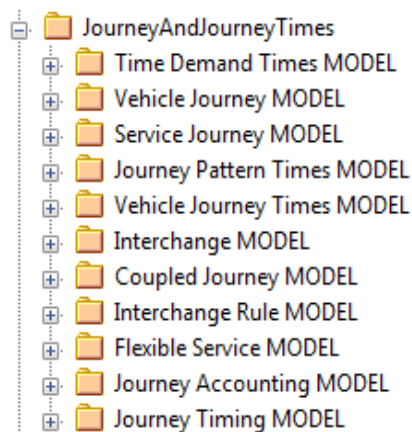 JourneyAndJourneyTimes
Time Demand Times MODEL
Vehicle Journey MODEL
Service Journey MODEL
Journey Pattern Times MODEL
Vehicle Journey Times MODEL
Interchange MODEL
Coupled Journey MODEL
Interchange Rule MODEL
Flexible Service MODEL
Journey Accounting MODEL
Journey Timing MODEL